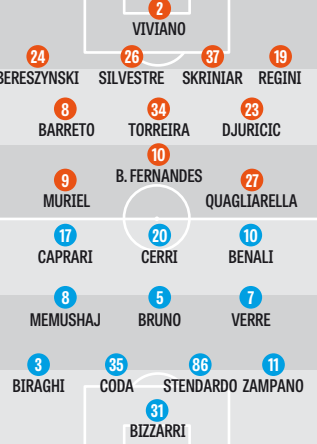 2
VIVIANO
24 26 37 19
BERESZYNSKI SILVESTRE SKRINIAR REGINI
8 34 23
BARRETO TORREIRA DJURICIC
10
B. FERNANDES
9 27
MURIEL QUAGLIARELLA
17 20 10
CAPRARI CERRI BENALI
8 5 7
MEMUSHAJ BRUNO VERRE
3 35 86 11
BIRAGHI CODA STENDARDO ZAMPANO
31
BIZZARRI